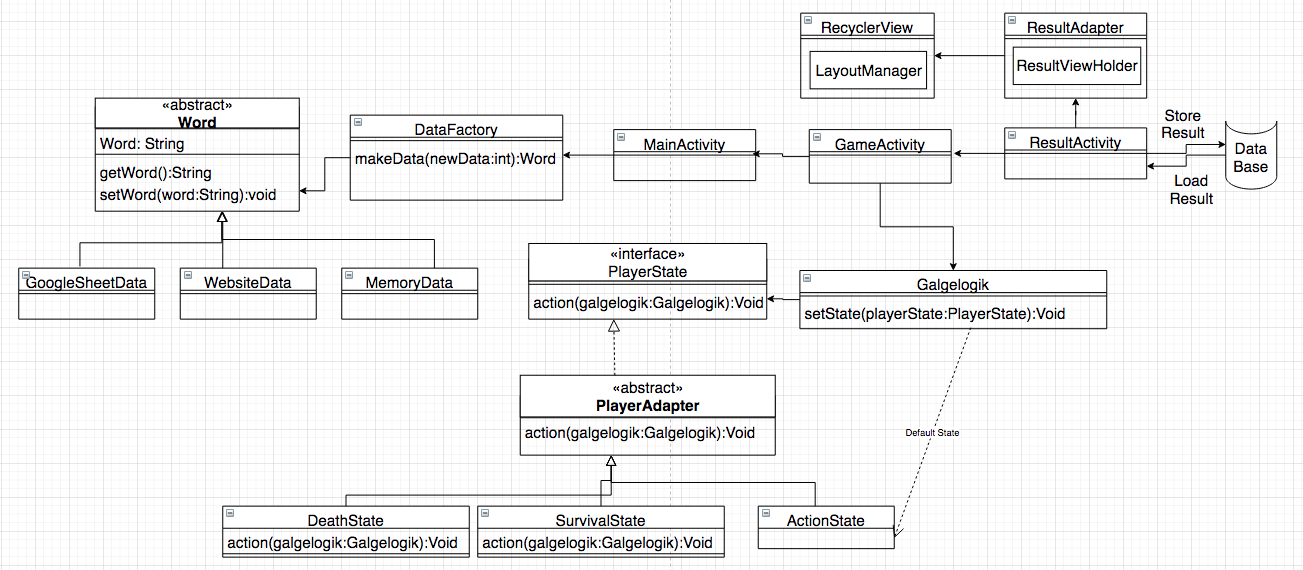 RecyclerView
LayoutManager
ResultAdapter
ResultViewHolder
«abstract»
Word
Word: String
getWord():String
setWord(word:String):void
DataFactory
makeData(newData:int):Word
MainActivity
GameActivity
ResultActivity
Store
Result
Data
Base
Load
Result
GoogleSheetData
WebsiteData
MemoryData
«interface»
PlayerState
action(galgelogik:Galgelogik):Void
Galgelogik
setState(playerState:PlayerState):Void
«abstract»
PlayerAdapter
action(galgelogik:Galgelogik):Void
Default State
DeathState
action(galgelogik:Galgelogik):Void
SurvivalState
action(galgelogik:Galgelogik):Void
ActionState